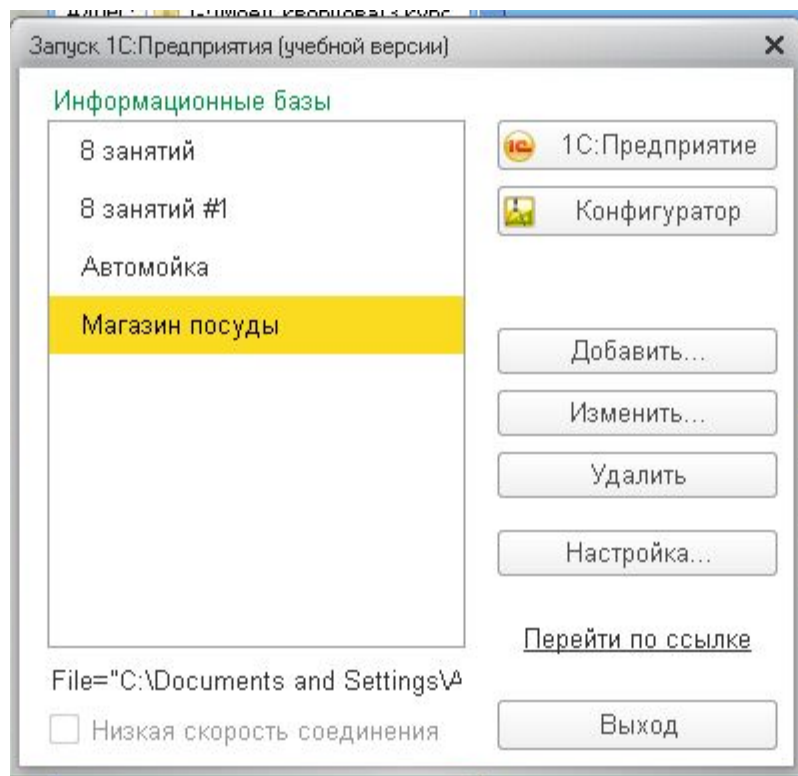 Запуск 1С:Предприятия (учебной версии)
Информационные базы
8 занятий
8 занятий #1
Автомойка
Магазин посуды
1С:Предприятие
Конфигуратор
Добавить...
Изменить...
Удалить
Настройка...
Перейти по ссылке
File="C:\Documents and Settings\А
Низкая скорость соединения
Выход